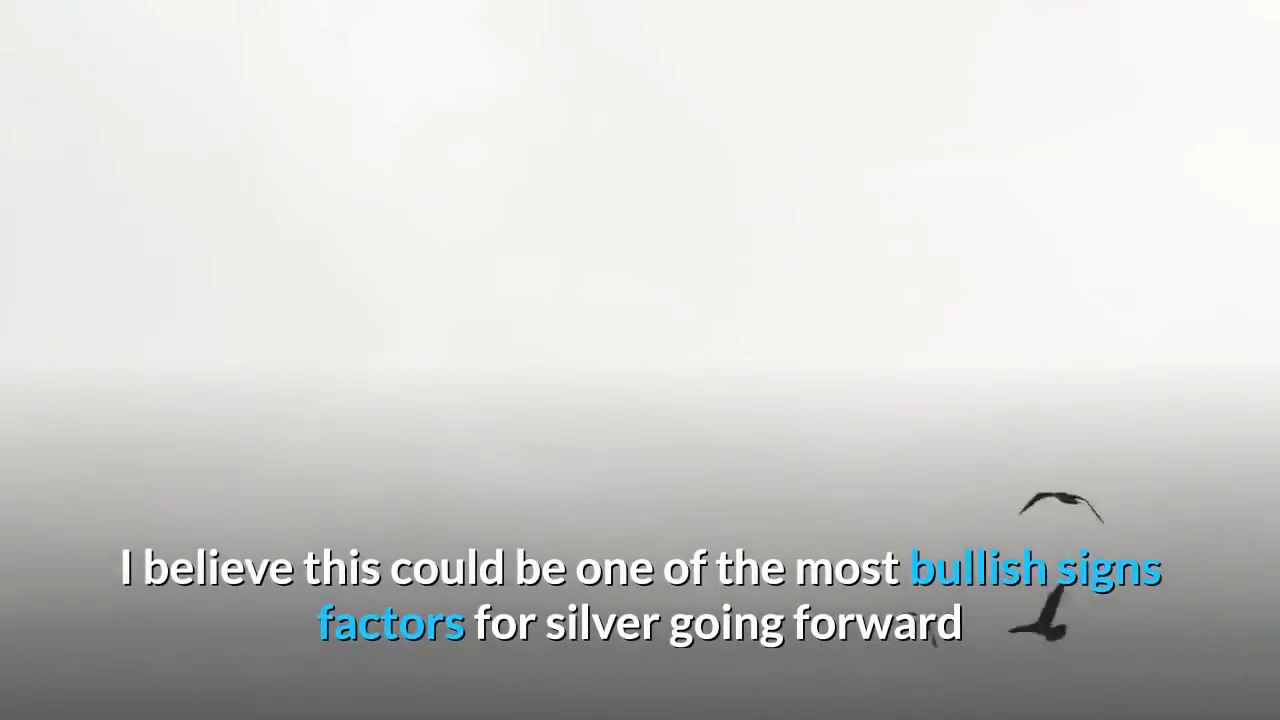 I believe this could be one of the most bullish signs
factors for silver going forward